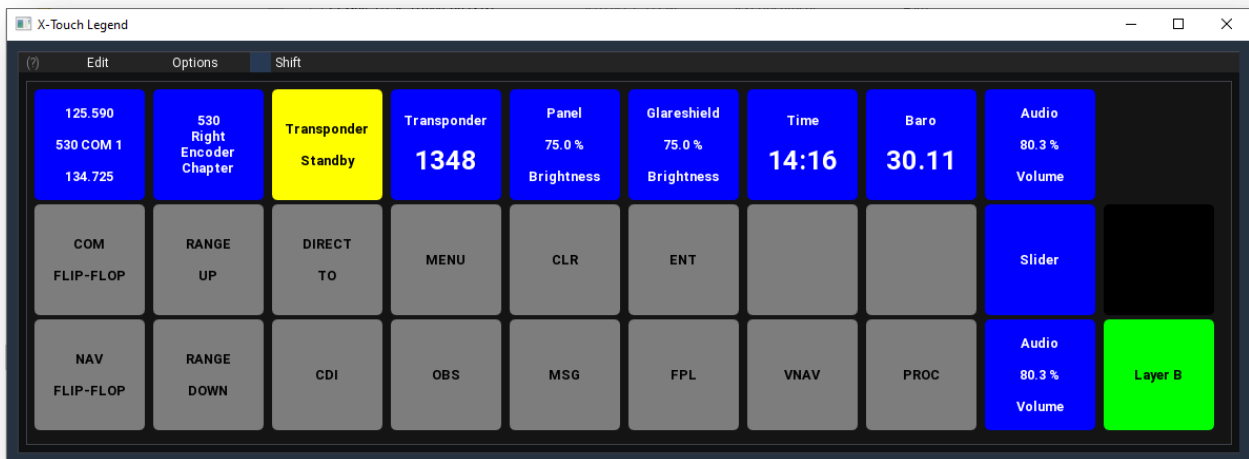 X-Touch Legend
(?) Edit Options Shift
125.590
530 COM 1
134.725
530
Right
Encoder
Chapter
Transponder
Standby
Transponder
1348
Panel
75.0 %
Brightness
Glareshield
75.0 %
Brightness
Time
14:16
Baro
30.11
Audio
80.3 %
Volume
COM
FLIP-FLOP
RANGE
UP
DIRECT
TO
MENU
CLR
ENT
Slider
NAV
FLIP-FLOP
RANGE
DOWN
CDI
OBS
MSG
FPL
VNAV
PROC
Audio
80.3 %
Volume
Layer B